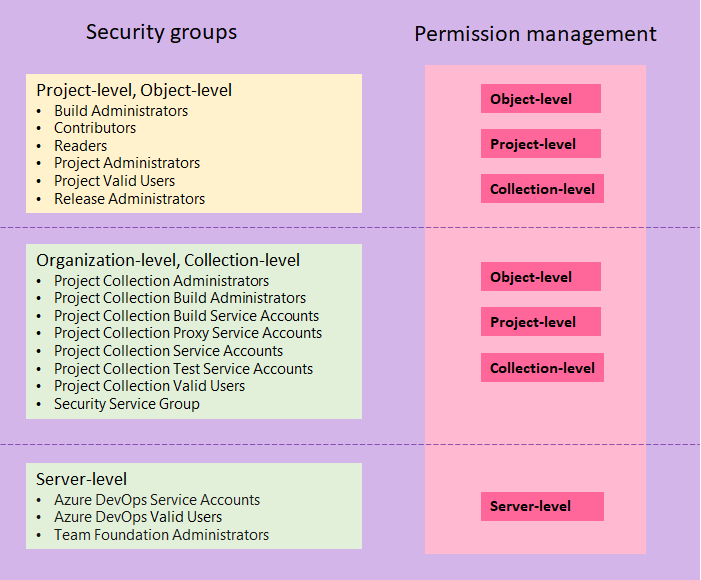 Security groups
Permission management
Project-level, Object-level
• Build Administrators
• Contributors
• Readers
• Project Administrators
• Project Valid Users
• Release Administrators
Object-level
Project-level
Collection-level
Organization-level, Collection-level
• Project Collection Administrators
• Project Collection Build Administrators
• Project Collection Build Service Accounts
• Project Collection Proxy Service Accounts
• Project Collection Service Accounts
• Project Collection Test Service Accounts
• Project Collection Valid Users
• Security Service Group
Object-level
Project-level
Collection-level
Server-level
• Azure DevOps Service Accounts
• Azure DevOps Valid Users
• Team Foundation Administrators
Server-level